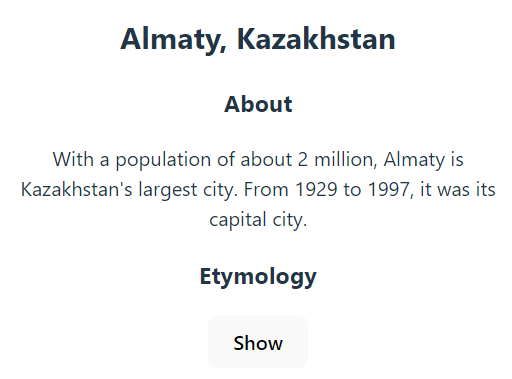 Almaty, Kazakhstan
About
With a population of about 2 million, Almaty is
Kazakhstan's largest city. From 1929 to 1997, it was its
capital city.
Etymology
Show